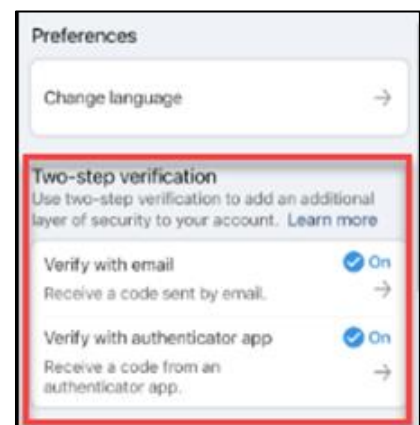 Preferences
Change language
Two-step verification
Use two-step verification to add an additional
layer of security to your account. Learn more
Verify with email On
Receive a code sent by email.
Verify with authenticator app On
Receive a code from an
authenticator app.